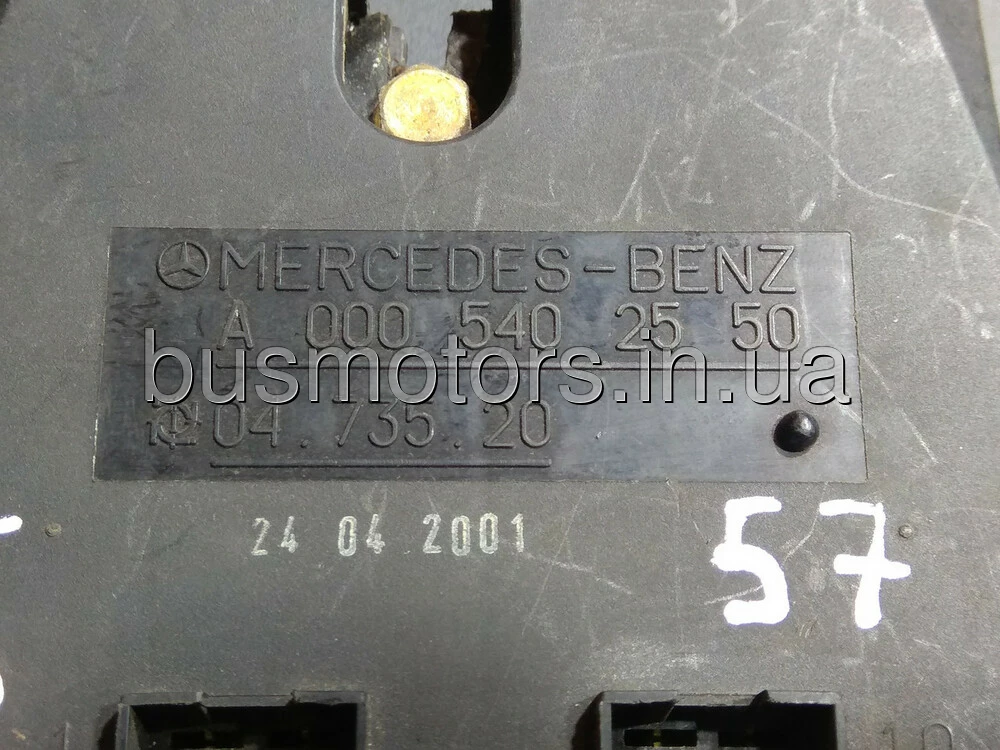 MERCEDES-BENZ
A 000 540 25 50
busmotors.in.ua
04.735.20
24 04 2001
57